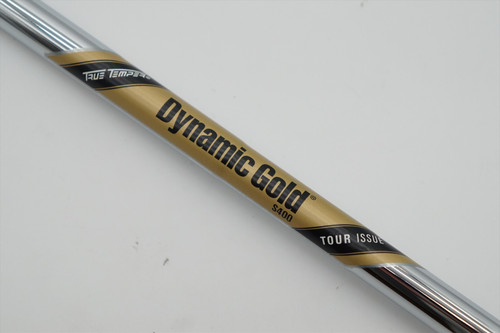 TRUE TEMPER®
Dynamic Gold®
S400
TOUR ISSUE